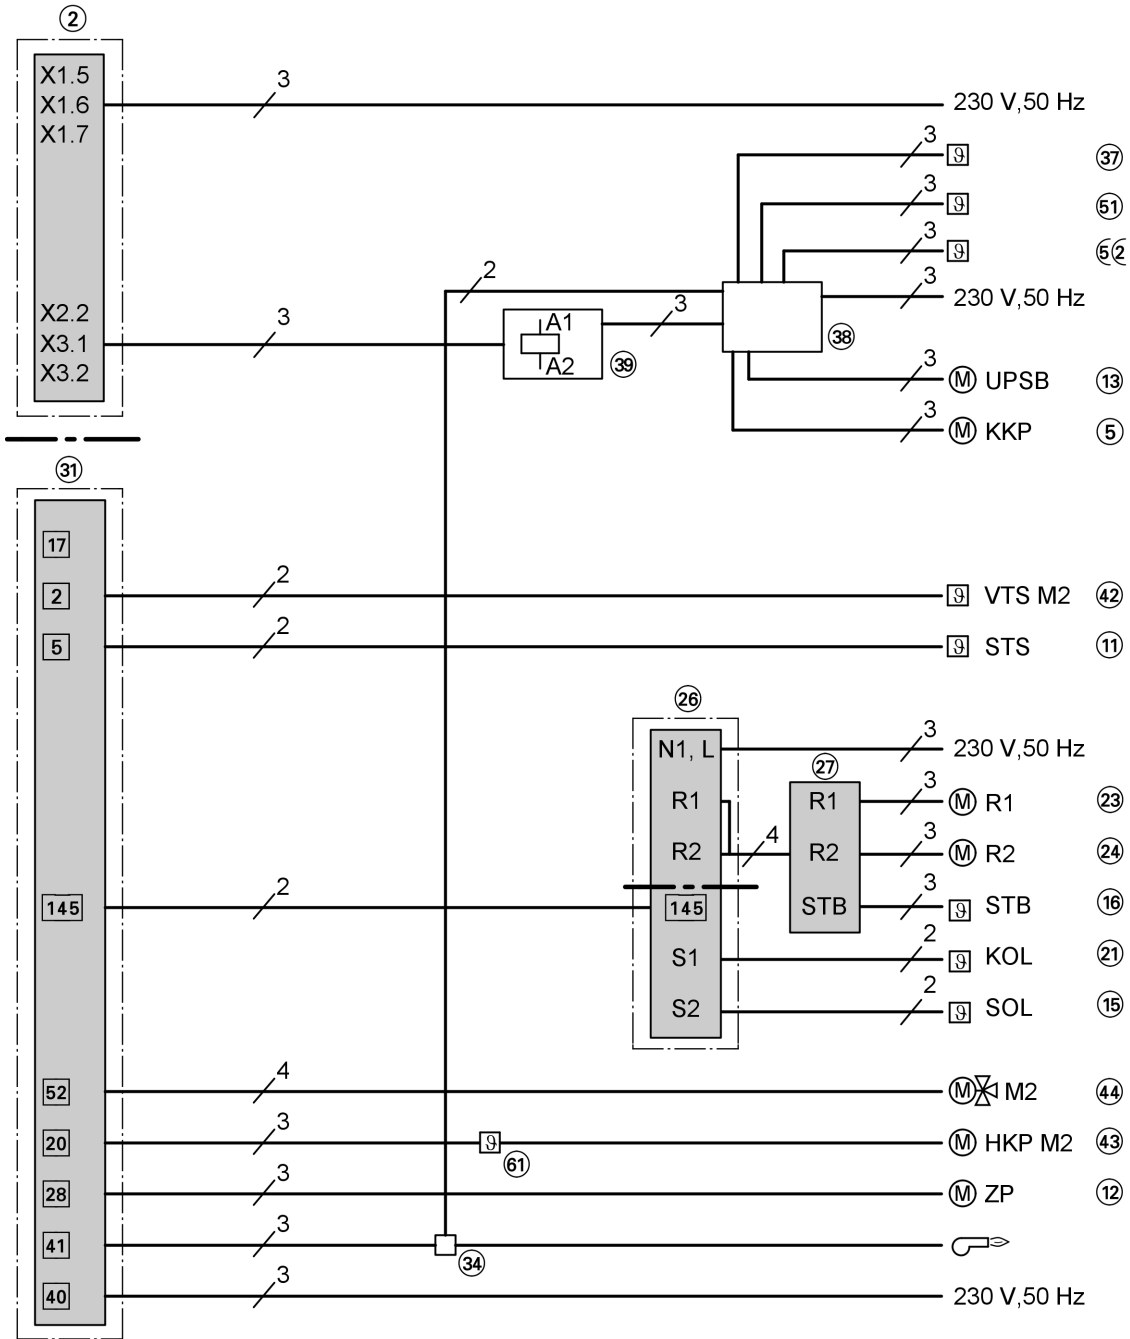 2
X1.5
X1.6
X1.7
3
230 V,50 Hz
3
ϑ
37
3
ϑ
51
3
ϑ
52
X2.2
X3.1
X3.2
3
2
A1
A2
39
3
38
3
230 V,50 Hz
3
M UPSB
13
3
M KKP
5
31
17
2
2
ϑ VTS M2
42
5
2
ϑ STS
11
26
N1, L
3
230 V,50 Hz
27
R1
R1
3
M R1
23
R2
4
R2
3
M R2
24
145
2
145
STB
3
ϑ STB
16
S1
2
ϑ KOL
21
S2
2
ϑ SOL
15
52
4
M M2
44
20
3
ϑ
61
M HKP M2
43
28
3
M ZP
12
41
3
34
40
3
230 V,50 Hz